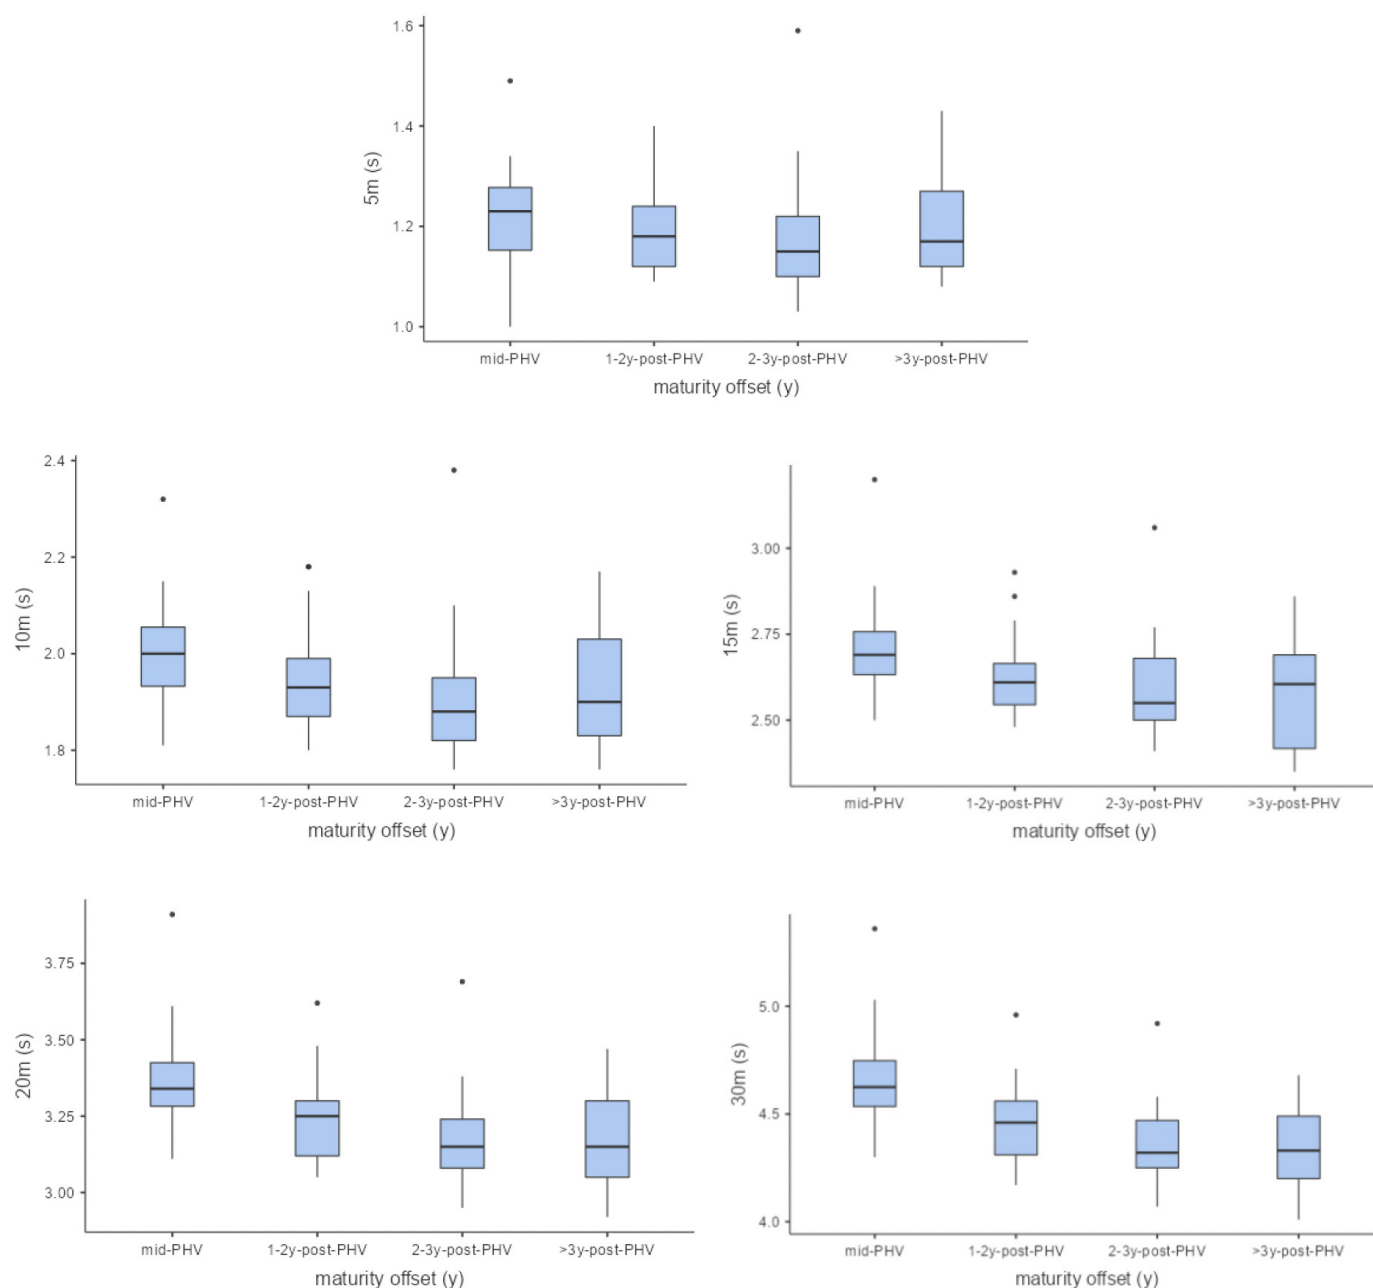 1.6
1.4
1.2
1.0
5m (s)
mid-PHV 1-2y-post-PHV 2-3y-post-PHV >3y-post-PHV
maturity offset (y)
2.4
2.2
2.0
1.8
10m (s)
mid-PHV 1-2y-post-PHV 2-3y-post-PHV >3y-post-PHV
maturity offset (y)
3.00
2.75
2.50
15m (s)
mid-PHV 1-2y-post-PHV 2-3y-post-PHV >3y-post-PHV
maturity offset (y)
3.75
3.50
3.25
3.00
20m (s)
mid-PHV 1-2y-post-PHV 2-3y-post-PHV >3y-post-PHV
maturity offset (y)
5.0
4.5
4.0
30m (s)
mid-PHV 1-2y-post-PHV 2-3y-post-PHV >3y-post-PHV
maturity offset (y)